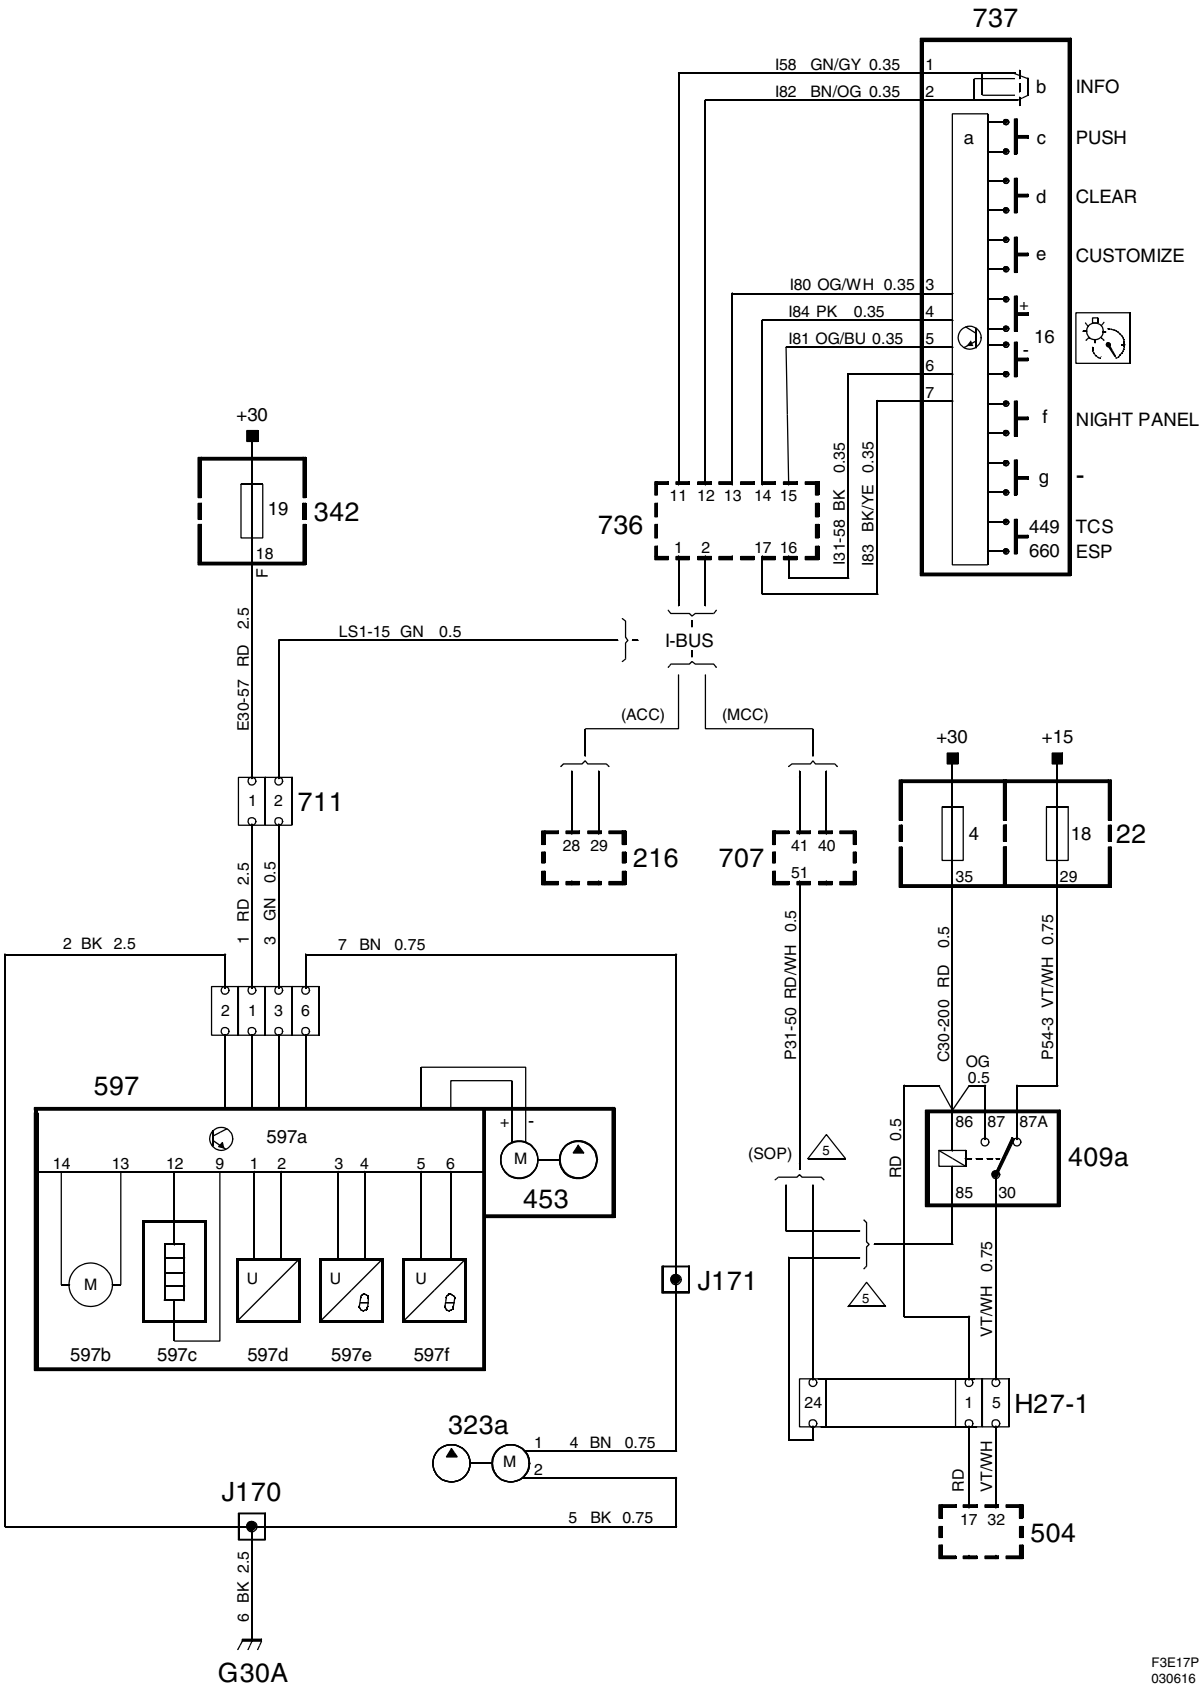 737
I58 GN/GY 0.35 1
I82 BN/OG 0.35 2
b INFO
a
c PUSH
d CLEAR
e CUSTOMIZE
I80 OG/WH 0.35 3
I84 PK 0.35 4
I81 OG/BU 0.35 5
6
7
+
16
-
f NIGHT PANEL
g -
449 TCS
660 ESP
I31-58 BK 0.35
I83 BK/YE 0.35
+30
19
342
18
F
736
11 12 13 14 15
1 2 17 16
E30-57 RD 2.5
LS1-15 GN 0.5
I-BUS
(ACC) (MCC)
1 2 711
28 29
216
707
41 40
51
+30 +15
4 18 22
35 29
1 RD 2.5
3 GN 0.5
2 BK 2.5
7 BN 0.75
2 1 3 6
P31-50 RD/WH 0.5
C30-200 RD 0.5
P54-3 VT/WH 0.75
OG
0.5
RD 0.5
86 87 87A
409a
85 30
(SOP) 5
5
VT/WH 0.75
597
597a
+ -
M
453
14 13 12 9 1 2 3 4 5 6
M U U U
597b 597c 597d 597e 597f
J171
24 1 5 H27-1
323a
M
1 4 BN 0.75
2
5 BK 0.75
RD
VT/WH
17 32
504
J170
6 BK 2.5
G30A
F3E17P
030616